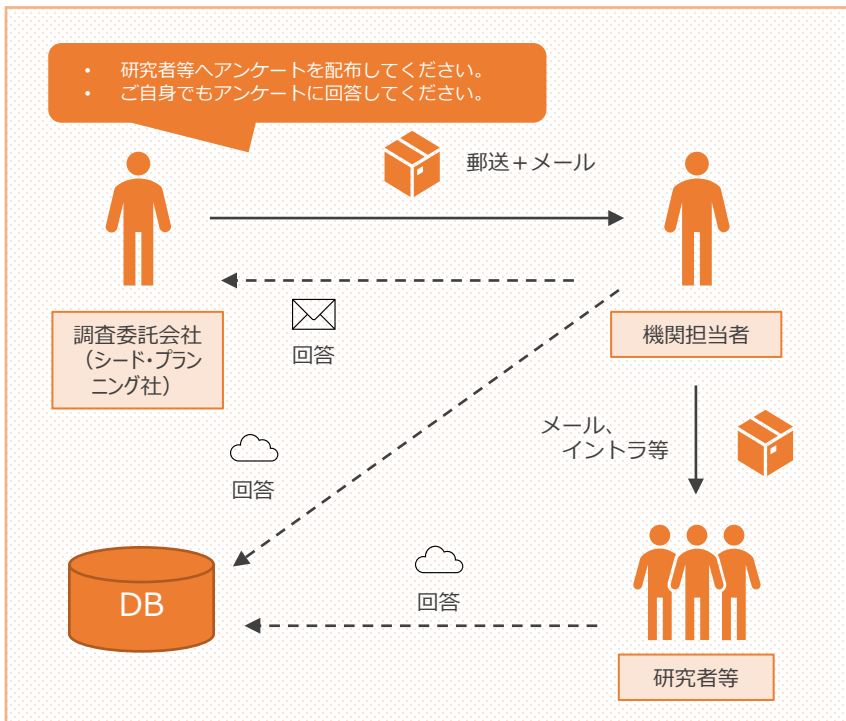 • 研究者等へアンケートを配布してください。
• ご自身でもアンケートに回答してください。
郵送＋メール
調査委託会社
（シード・プラン
ニング社）
回答
機関担当者
メール、
イントラ等
回答
DB
回答
研究者等